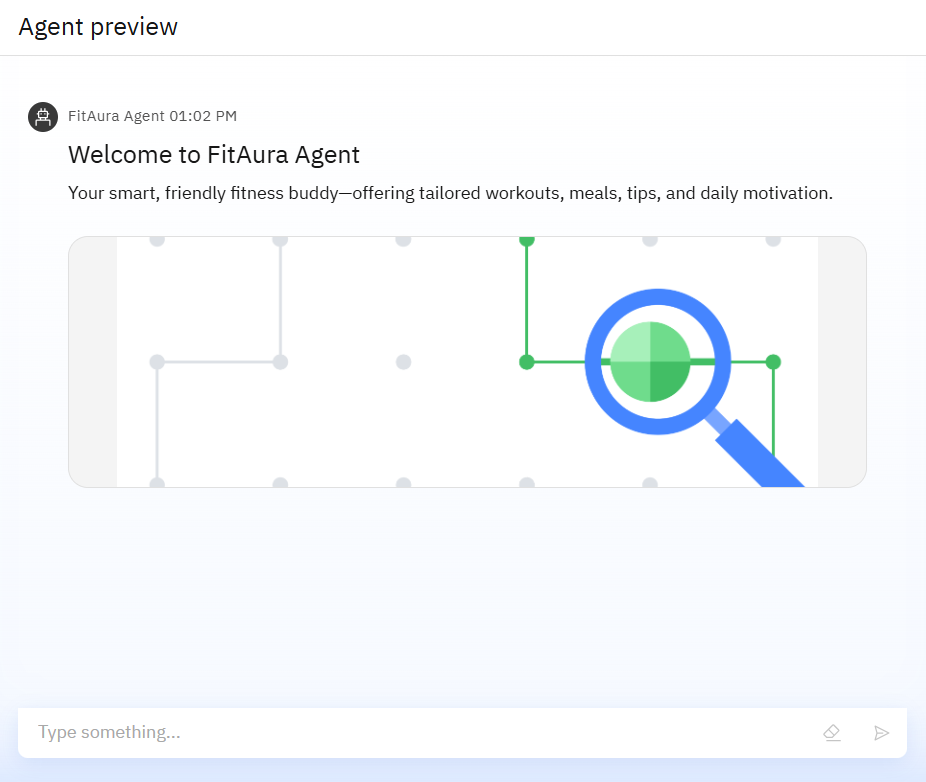 Agent preview
FitAura Agent 01:02 PM
Welcome to FitAura Agent
Your smart, friendly fitness buddy—offering tailored workouts, meals, tips, and daily motivation.
Type something...